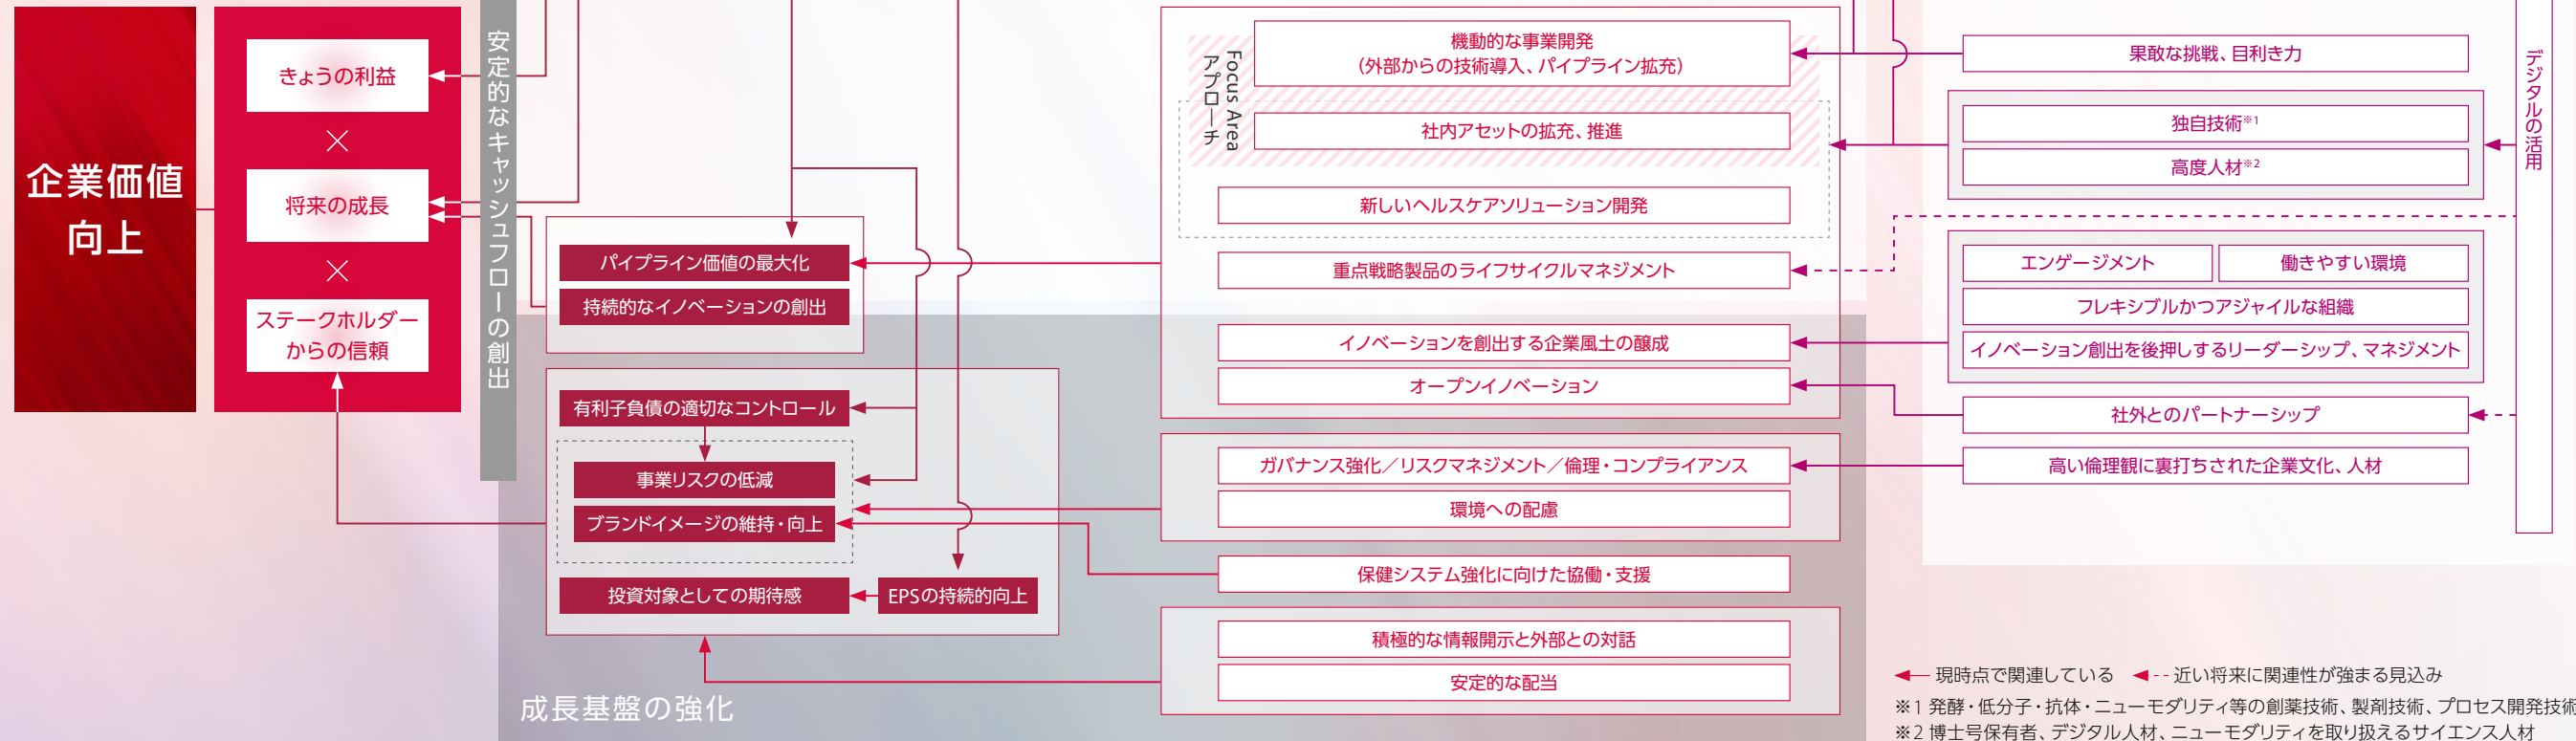 企業価値
向上
きょうの利益
×
将来の成長
×
ステークホルダー
からの信頼
安定的なキャッシュフローの創出
パイプライン価値の最大化
持続的なイノベーションの創出
有利子負債の適切なコントロール
事業リスクの低減
ブランドイメージの維持・向上
投資対象としての期待感
EPSの持続的向上
成長基盤の強化
Focus Area
アプローチ
機動的な事業開発
(外部からの技術導入、パイプライン拡充)
社内アセットの拡充、推進
新しいヘルスケアソリューション開発
重点戦略製品のライフサイクルマネジメント
イノベーションを創出する企業風土の醸成
オープンイノベーション
ガバナンス強化／リスクマネジメント／倫理・コンプライアンス
環境への配慮
保健システム強化に向けた協働・支援
積極的な情報開示と外部との対話
安定的な配当
果敢な挑戦、目利き力
独自技術※1
高度人材※2
エンゲージメント
働きやすい環境
フレキシブルかつアジャイルな組織
イノベーション創出を後押しするリーダーシップ、マネジメント
社外とのパートナーシップ
高い倫理観に裏打ちされた企業文化、人材
デジタルの活用
現時点で関連している
近い将来に関連性が強まる見込み
※1 発酵・低分子・抗体・ニューモダリティ等の創薬技術、製剤技術、プロセス開発技術
※2 博士号保有者、デジタル人材、ニューモダリティを取り扱えるサイエンス人材